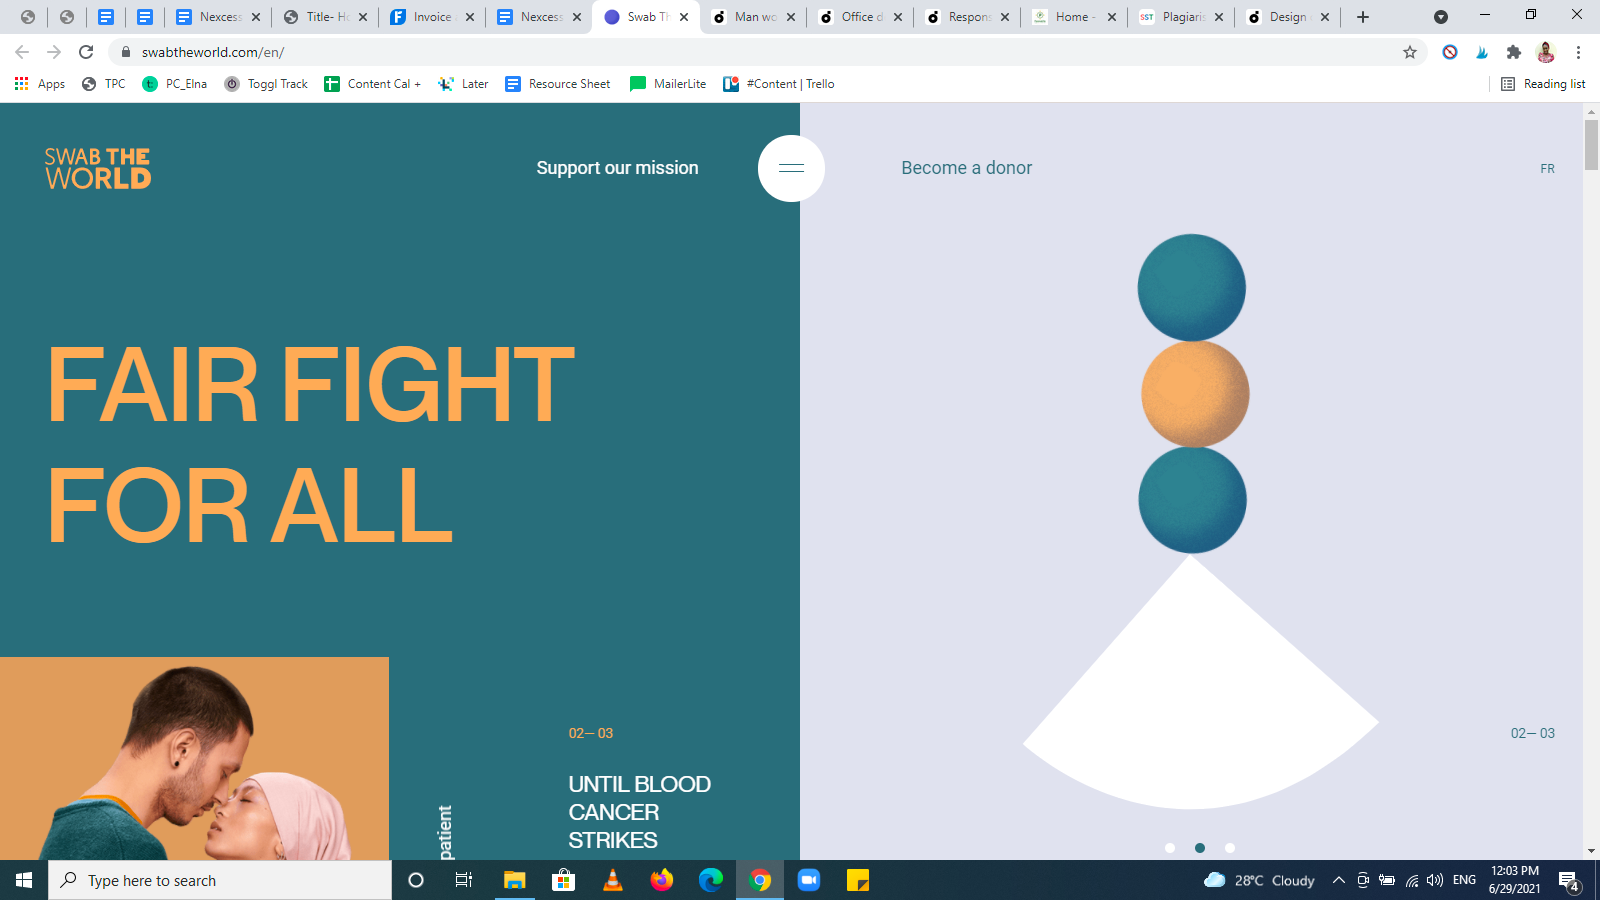 Nexcess
Title- Ho
Invoice
Nexcess
Swab Th
Man wo
Office d
Respons
Home -
SST
Plagiaris
Design
swabtheworld.com/en/
Apps
TPC
PC_Elna
Toggl Track
Content Cal +
Later
Resource Sheet
MailerLite
#Content | Trello
Reading list
SWAB THE
WORLD
Support our mission
Become a donor
FR
FAIR FIGHT
FOR ALL
02— 03
UNTIL BLOOD
CANCER
STRIKES
patient
02— 03
Type here to search
28°C Cloudy
ENG
12:03 PM
6/29/2021
4